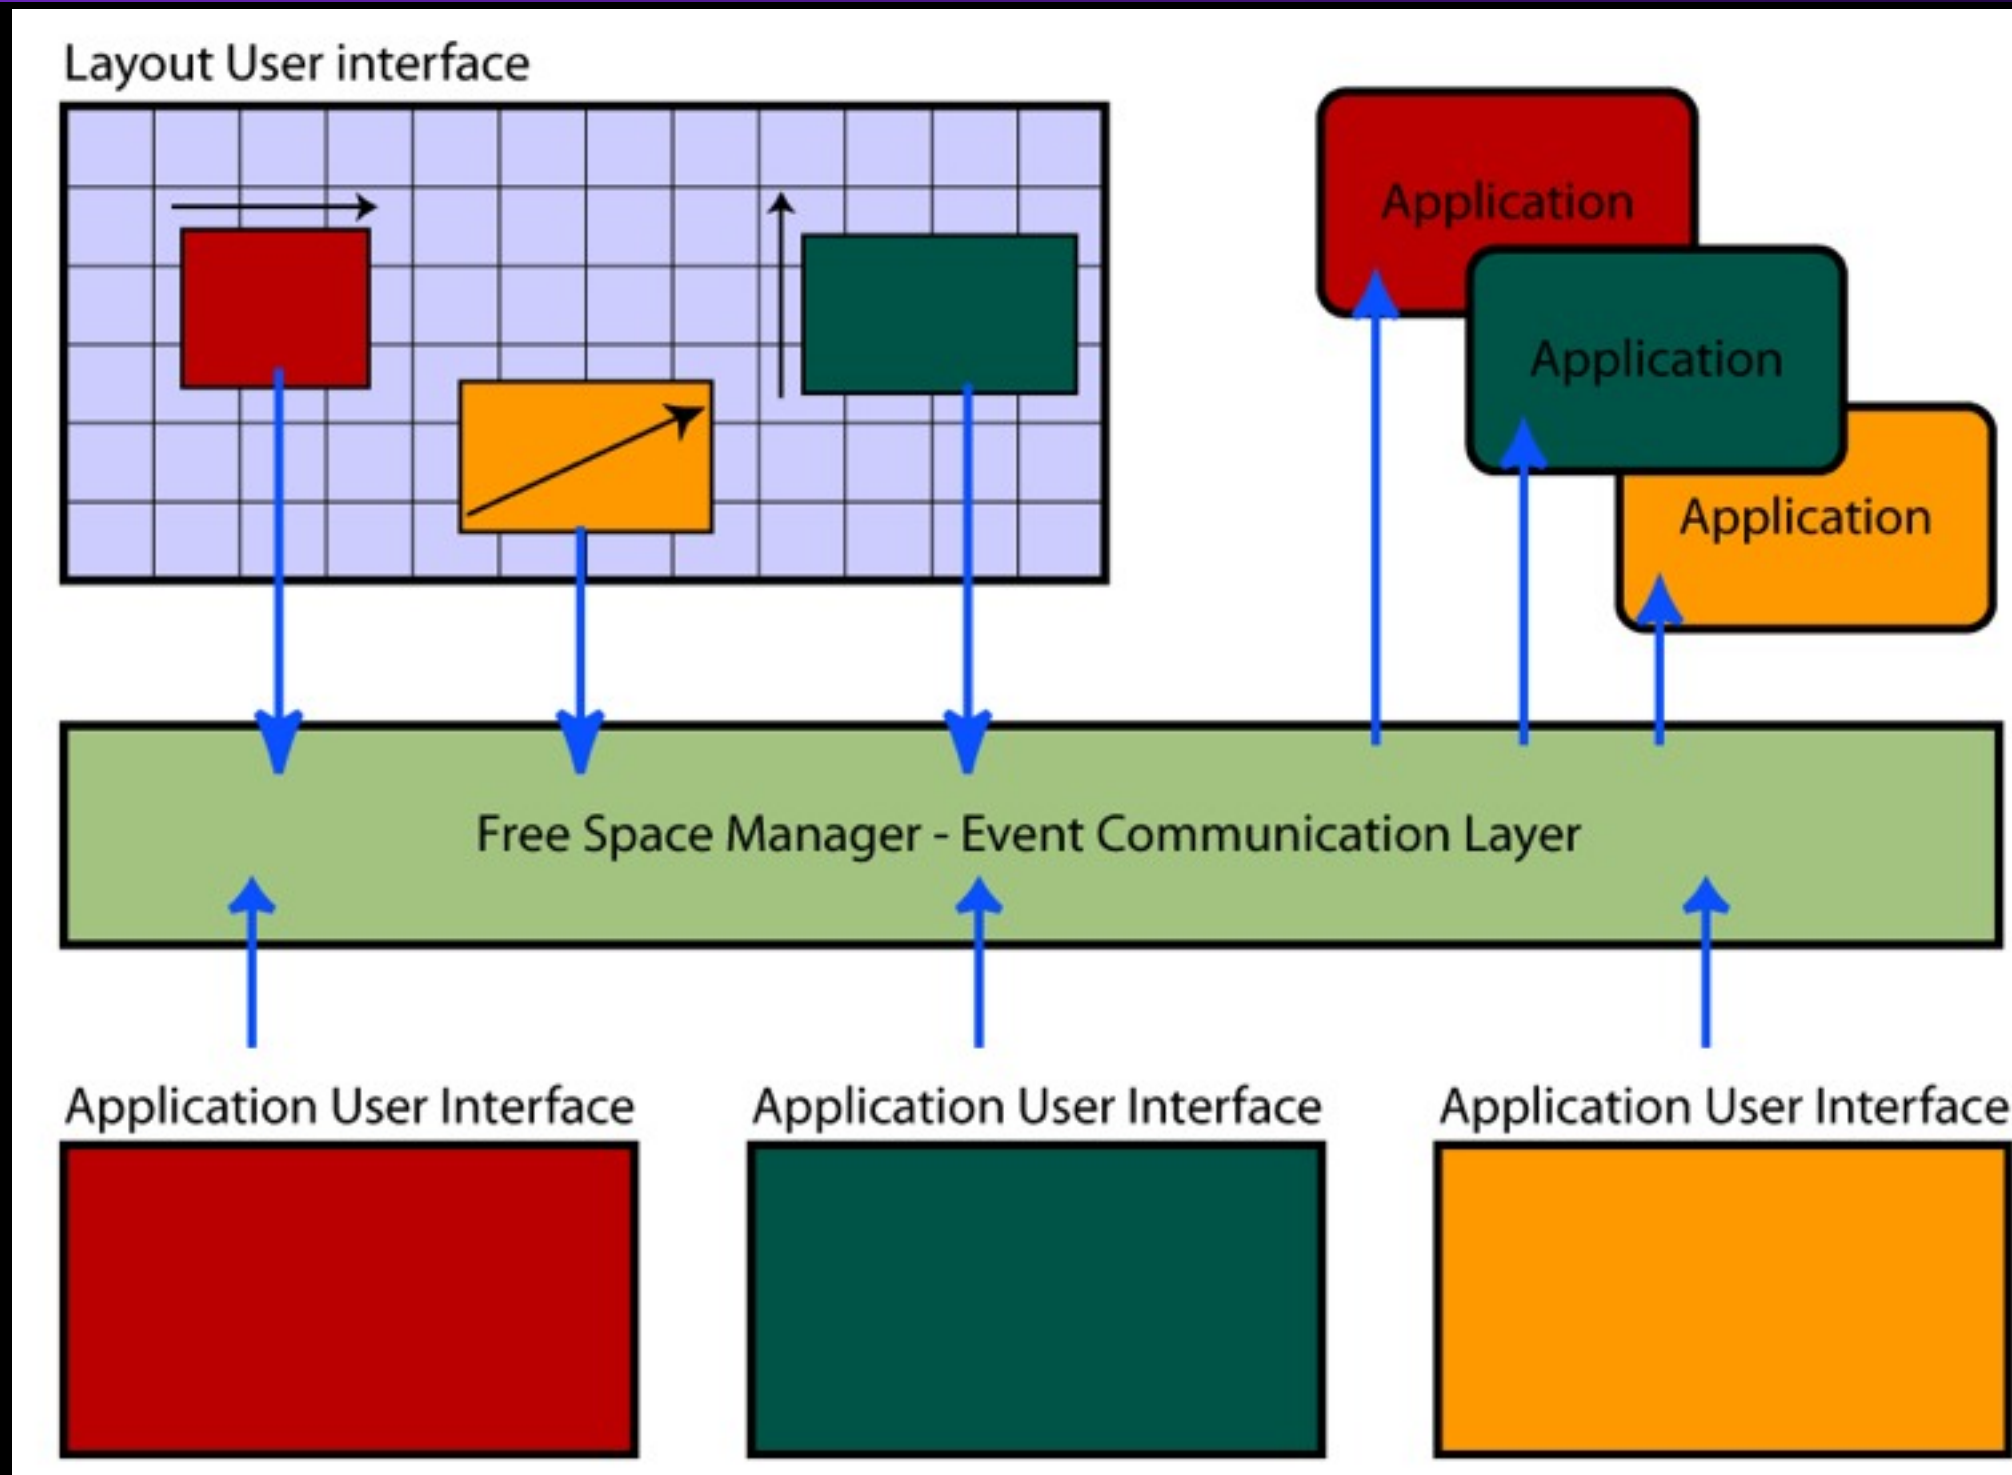 Layout User interface
Application
Application
Application
Free Space Manager - Event Communication Layer
Application User Interface
Application User Interface
Application User Interface